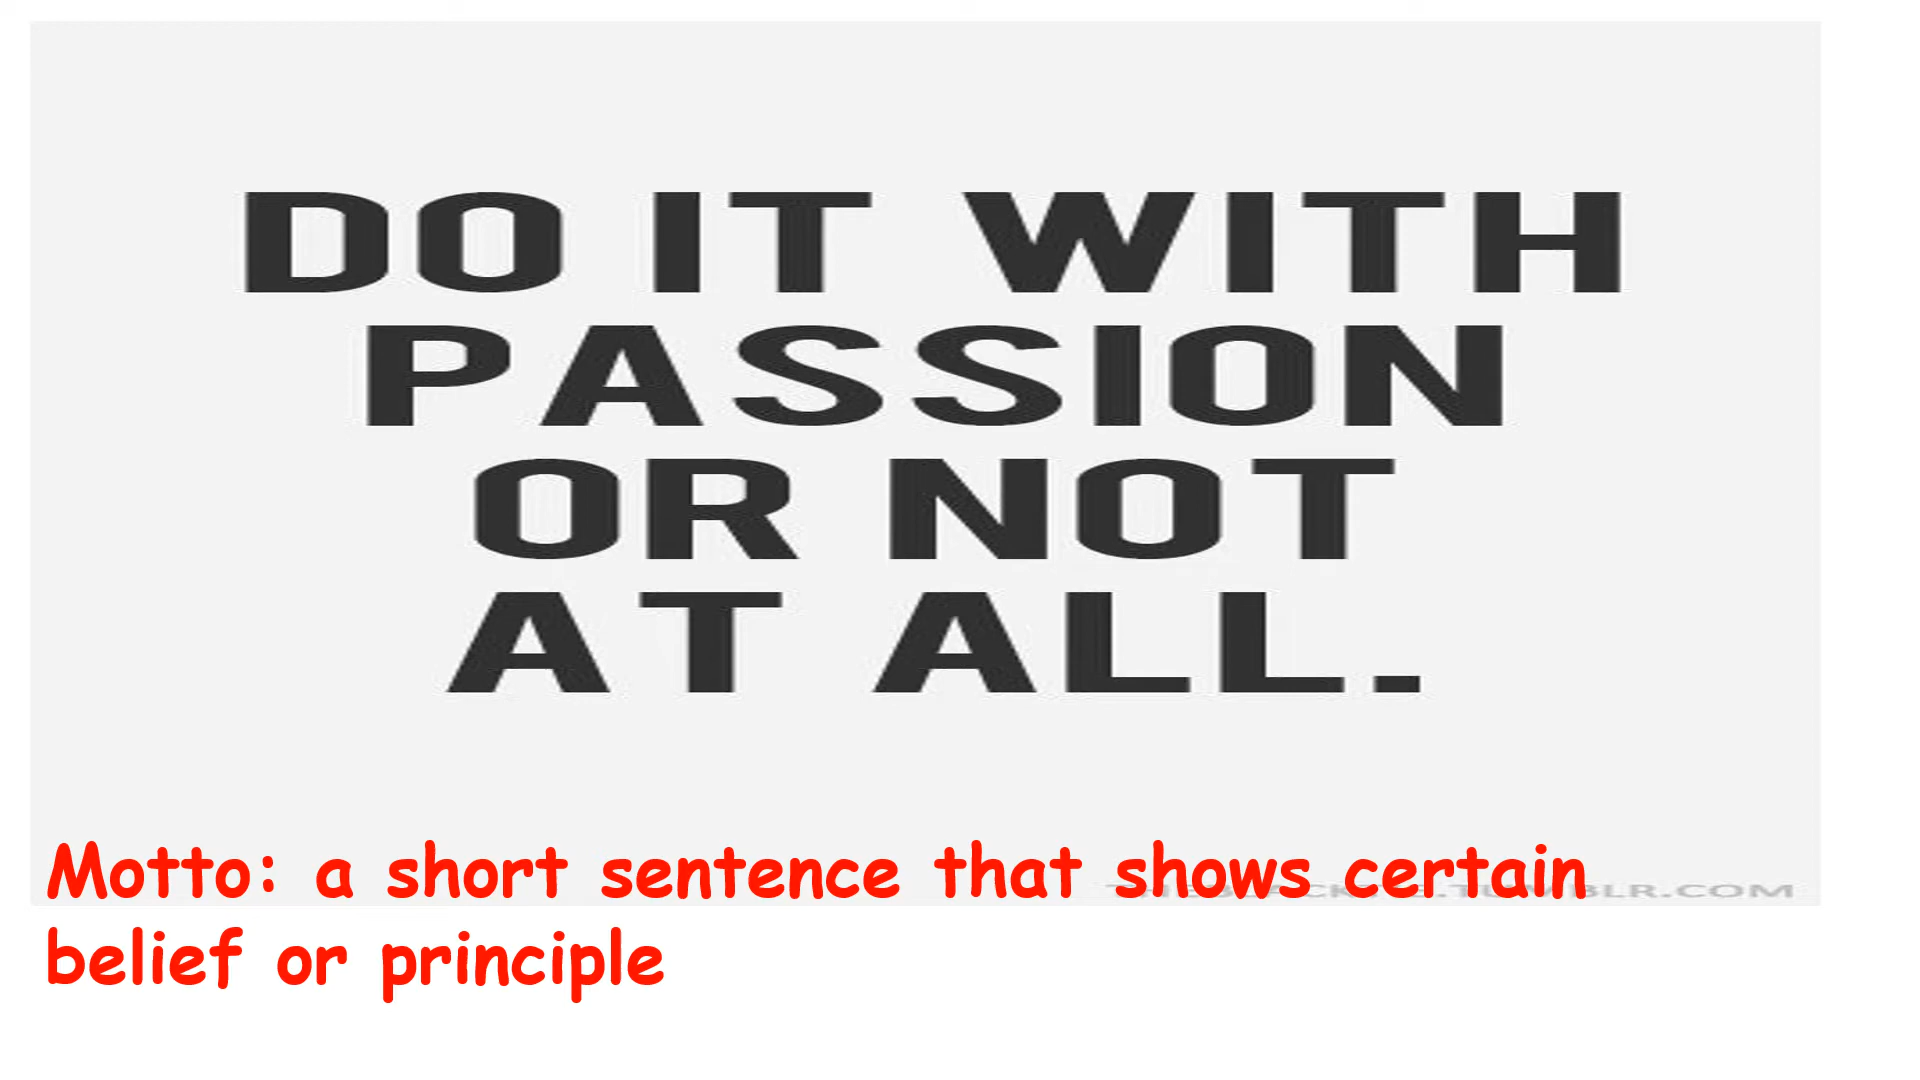 DO IT WITH
PASSION
OR NOT
AT ALL.
Motto: a short sentence that shows certain
belief or principle